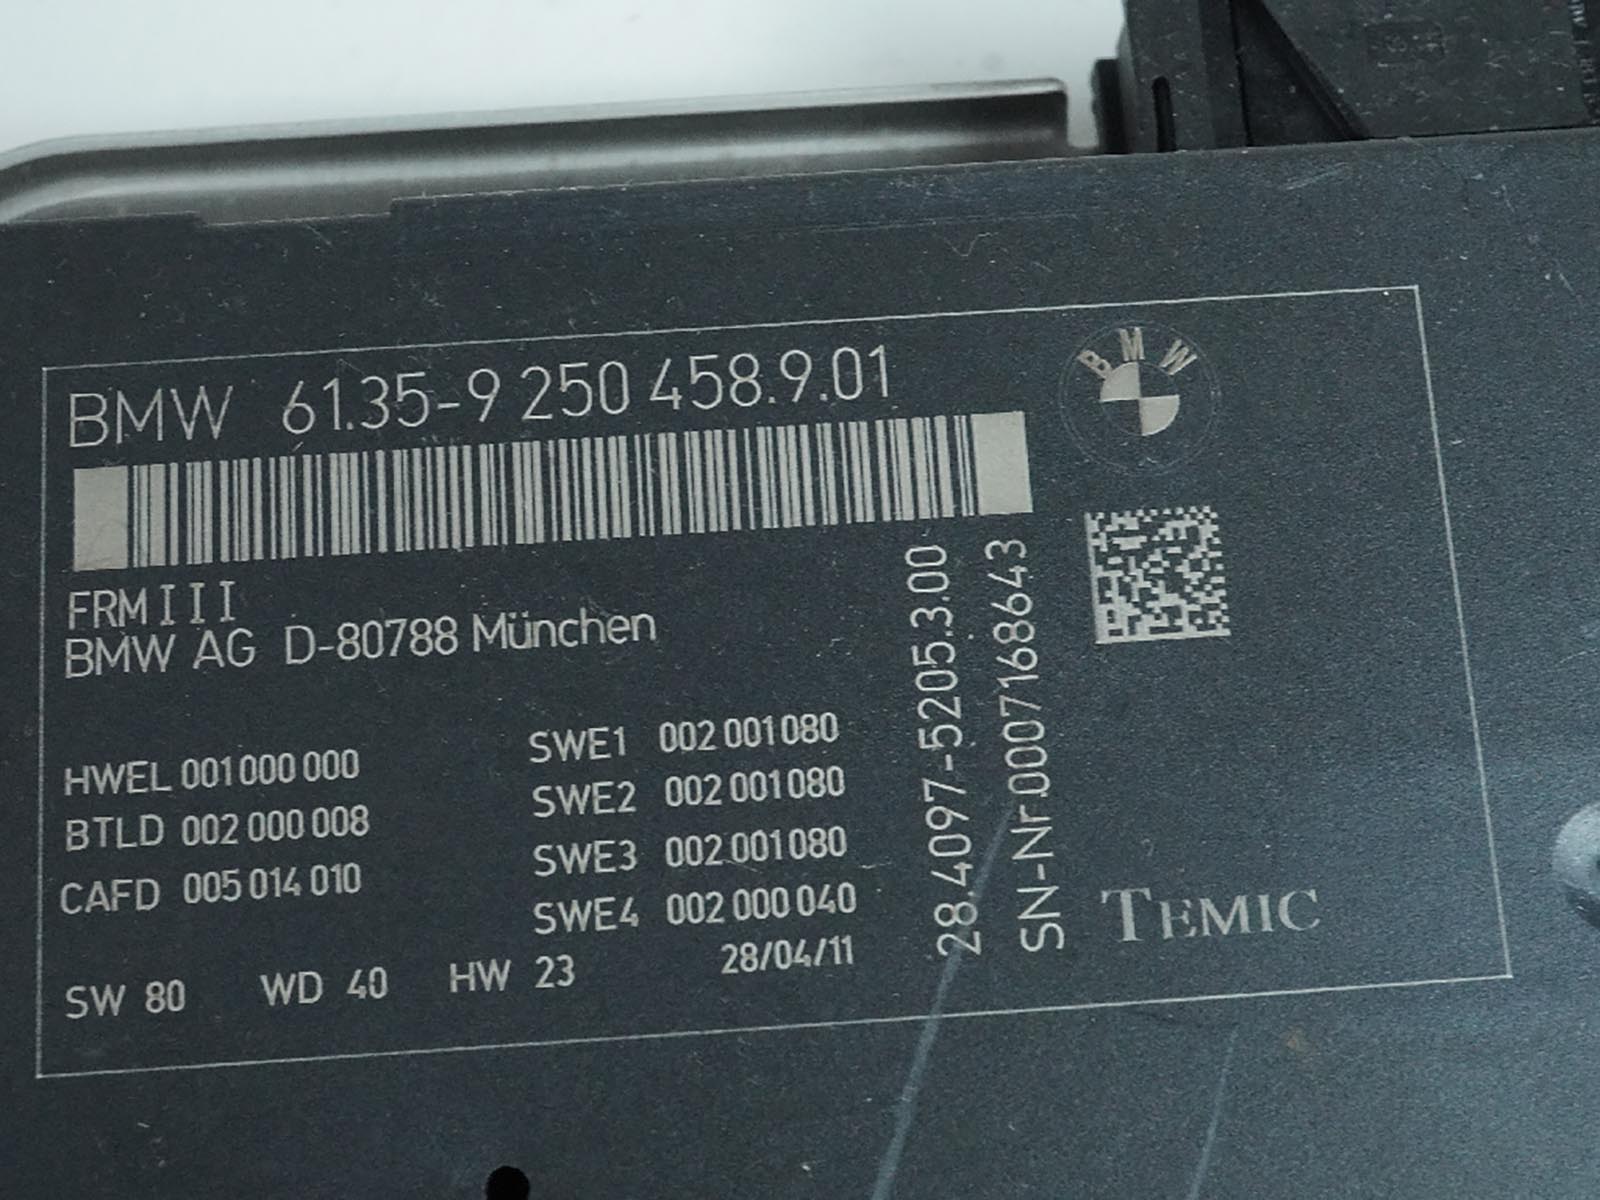 BMW 61.35-9 250 458.9.01
BMW
FRM III
BMW AG D-80788 München
HWEL 001 000 000
BTLD 002 000 008
CAFD 005 014 010
SWE1 002 001 080
SWE2 002 001 080
SWE3 002 001 080
SWE4 002 000 040
SW 80 WD 40 HW 23 28/04/11
28.4097-5205.3.00
SN-Nr.0007168643
TEMIC